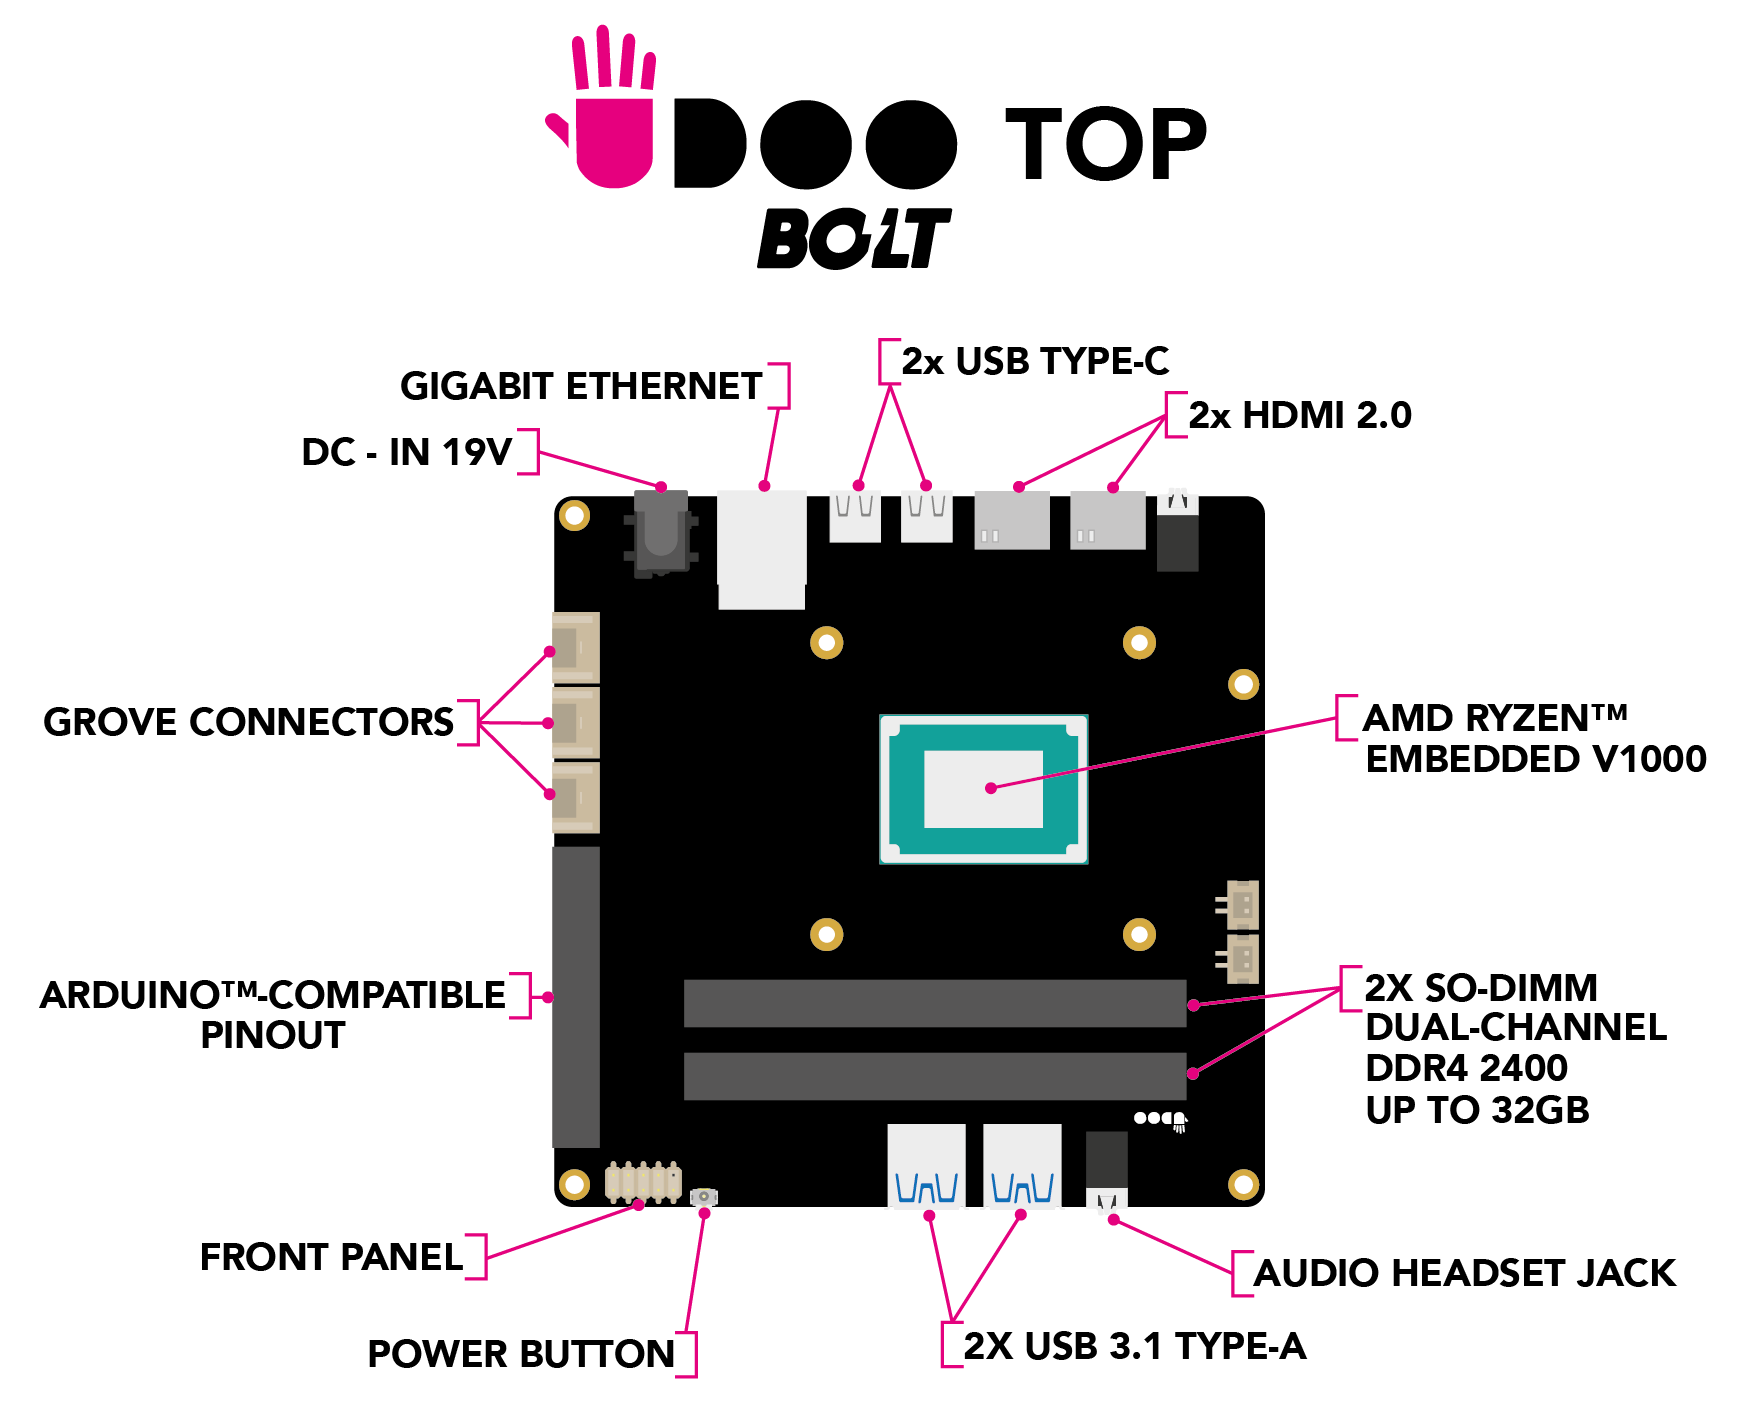 UDOO TOP
BOLT
2x USB TYPE-C
GIGABIT ETHERNET
2x HDMI 2.0
DC - IN 19V
GROVE CONNECTORS
AMD RYZEN™
EMBEDDED V1000
ARDUINO™-COMPATIBLE
PINOUT
2X SO-DIMM
DUAL-CHANNEL
DDR4 2400
UP TO 32GB
FRONT PANEL
AUDIO HEADSET JACK
POWER BUTTON
2X USB 3.1 TYPE-A